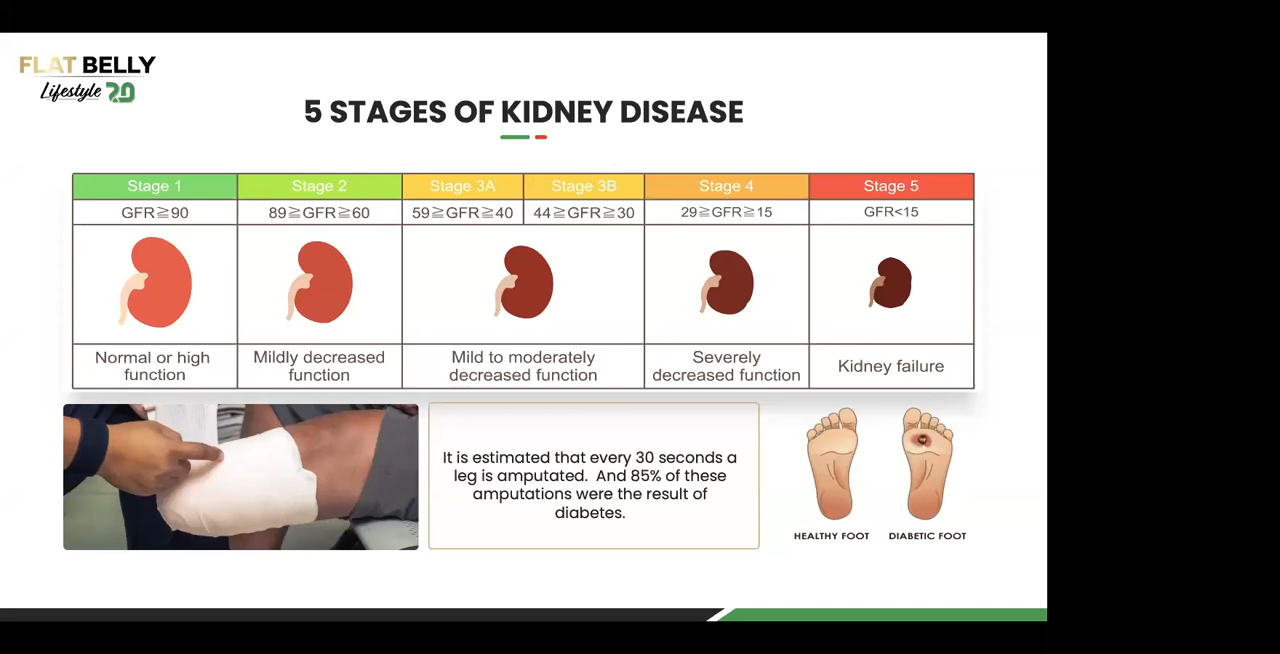 FLAT BELLY
Lifestyle 2.0
5 STAGES OF KIDNEY DISEASE
Stage 1
Stage 2
Stage 3A
Stage 3B
Stage 4
Stage 5
GFR≧90
89≧GFR≧60
59≧GFR≧40
44≧GFR≧30
29≧GFR≧15
GFR<15
Normal or high
function
Mildly decreased
function
Mild to moderately
decreased function
Severely
decreased function
Kidney failure
It is estimated that every 30 seconds a
leg is amputated.  And 85% of these
amputations were the result of
diabetes.
HEALTHY FOOT
DIABETIC FOOT